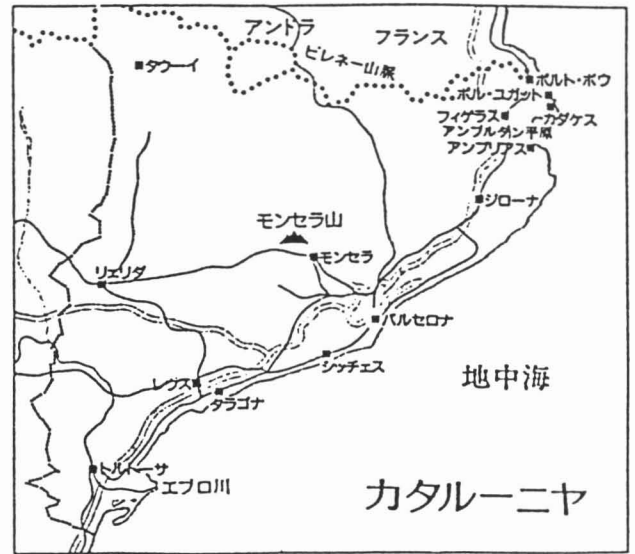 アンドラ
フランス
ピレネー山脈
タウーイ
ポルト・ボウ
ポル・ユガット
フィゲラス
カダケス
アンプルダン平原
アンプリアス
ジローナ
モンセラ山
モンセラ
リェリダ
バルセロナ
シッチェス
地中海
レウス
タラゴナ
トルトーサ
エブロ川
カタルーニャ